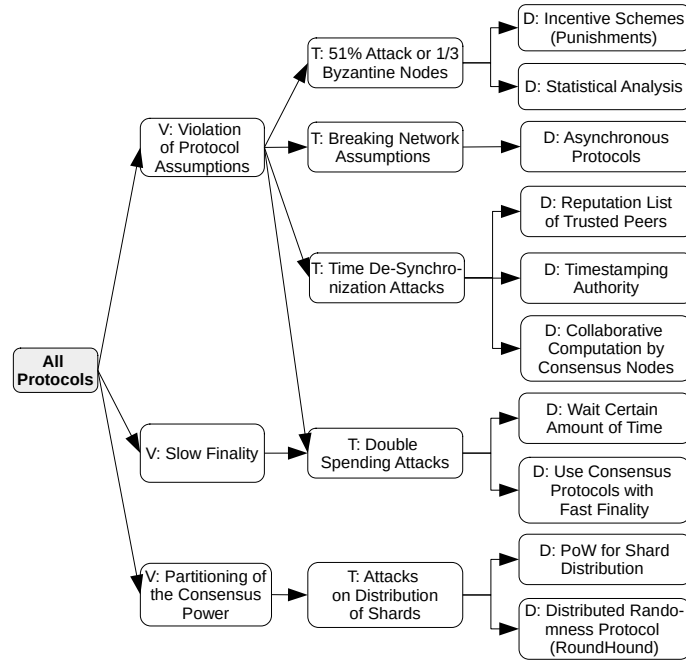 All
Protocols
V: Violation
of Protocol
Assumptions
V: Slow Finality
V: Partitioning of
the Consensus
Power
T: 51% Attack or 1/3
Byzantine Nodes
T: Breaking Network
Assumptions
T: Time De-Synchro-
nization Attacks
T: Double
Spending Attacks
T: Attacks
on Distribution
of Shards
D: Incentive Schemes
(Punishments)
D: Statistical Analysis
D: Asynchronous
Protocols
D: Reputation List
of Trusted Peers
D: Timestamping
Authority
D: Collaborative
Computation by
Consensus Nodes
D: Wait Certain
Amount of Time
D: Use Consensus
Protocols with
Fast Finality
D: PoW for Shard
Distribution
D: Distributed Rando-
mness Protocol
(RoundHound)